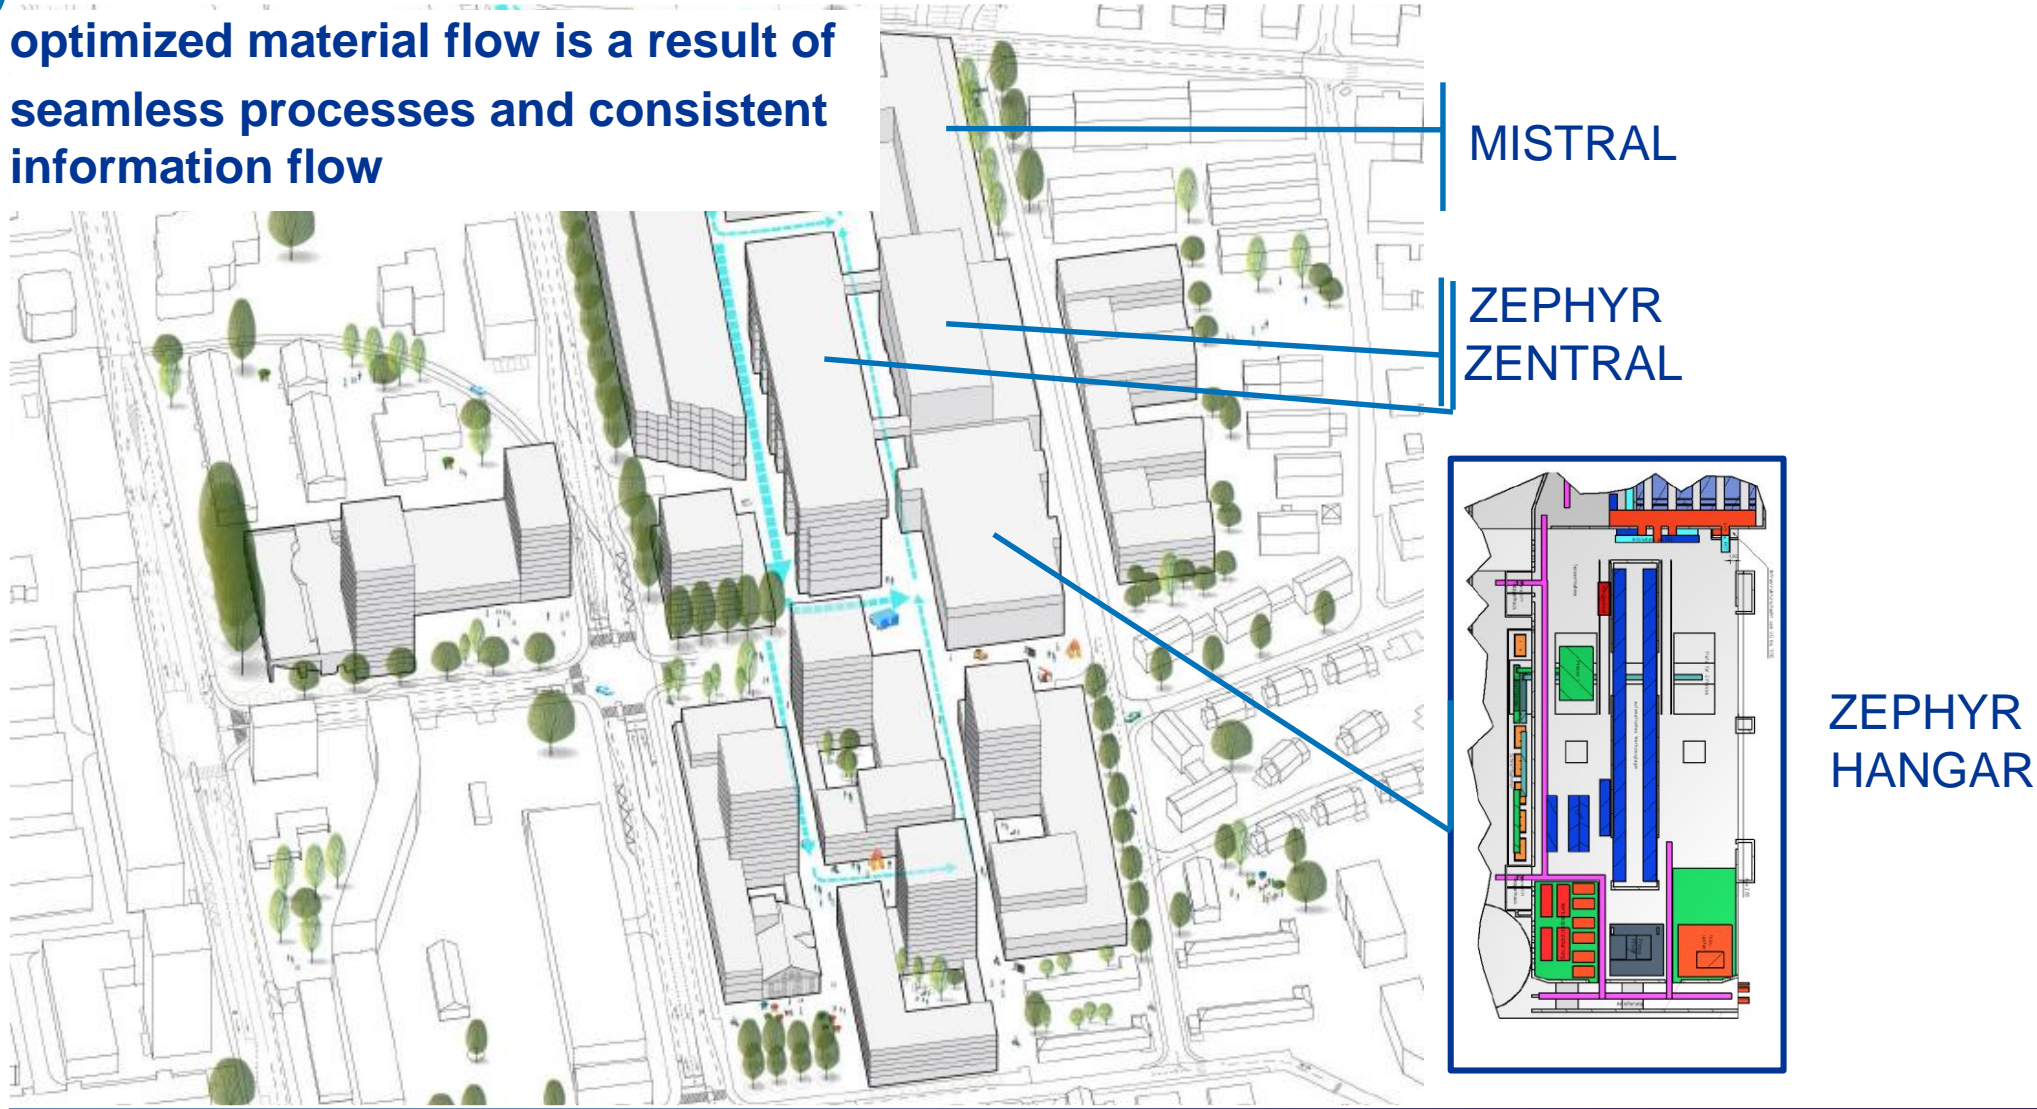 optimized material flow is a result of
seamless processes and consistent
information flow
MISTRAL
ZEPHYR
ZENTRAL
ZEPHYR
HANGAR